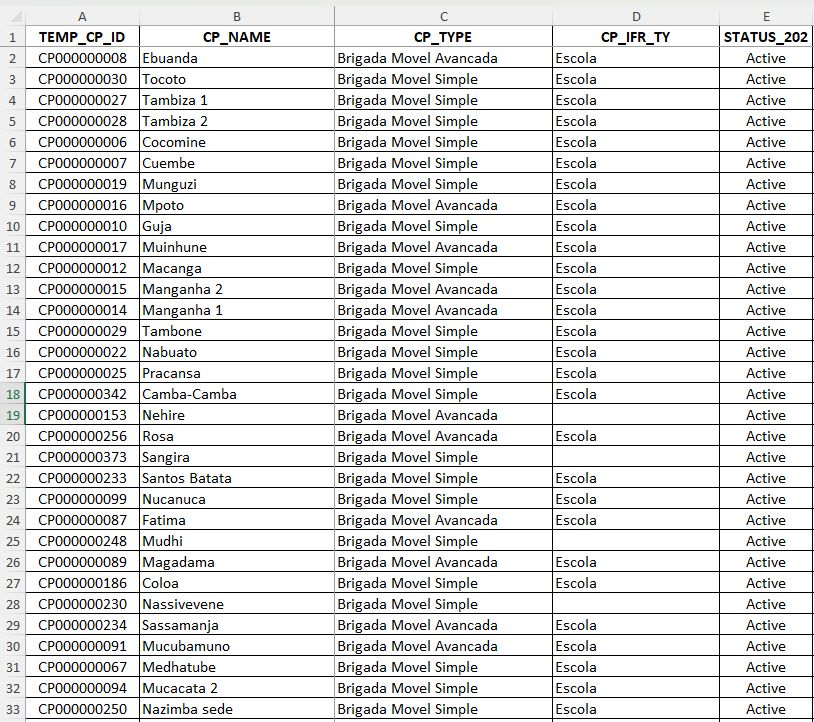 A B C D E
1 TEMP_CP_ID CP_NAME CP_TYPE CP_IFR_TY STATUS_202
2 CP000000008 Ebuanda Brigada Movel Avancada Escola Active
3 CP000000030 Tocoto Brigada Movel Simple Escola Active
4 CP000000027 Tambiza 1 Brigada Movel Simple Escola Active
5 CP000000028 Tambiza 2 Brigada Movel Simple Escola Active
6 CP000000006 Cocomine Brigada Movel Simple Escola Active
7 CP000000007 Cuembe Brigada Movel Simple Escola Active
8 CP000000019 Munguzi Brigada Movel Simple Escola Active
9 CP000000016 Mpoto Brigada Movel Avancada Escola Active
10 CP000000010 Guja Brigada Movel Simple Escola Active
11 CP000000017 Muinhune Brigada Movel Avancada Escola Active
12 CP000000012 Macanga Brigada Movel Simple Escola Active
13 CP000000015 Manganha 2 Brigada Movel Avancada Escola Active
14 CP000000014 Manganha 1 Brigada Movel Avancada Escola Active
15 CP000000029 Tambone Brigada Movel Simple Escola Active
16 CP000000022 Nabuato Brigada Movel Simple Escola Active
17 CP000000025 Pracansa Brigada Movel Simple Escola Active
18 CP000000342 Camba-Camba Brigada Movel Simple Escola Active
19 CP000000153 Nehire Brigada Movel Avancada Active
20 CP000000256 Rosa Brigada Movel Avancada Escola Active
21 CP000000373 Sangira Brigada Movel Simple Active
22 CP000000233 Santos Batata Brigada Movel Simple Escola Active
23 CP000000099 Nucanuca Brigada Movel Simple Escola Active
24 CP000000087 Fatima Brigada Movel Avancada Escola Active
25 CP000000248 Mudhi Brigada Movel Simple Active
26 CP000000089 Magadama Brigada Movel Avancada Escola Active
27 CP000000186 Coloa Brigada Movel Simple Escola Active
28 CP000000230 Nassivevene Brigada Movel Simple Active
29 CP000000234 Sassamanja Brigada Movel Avancada Escola Active
30 CP000000091 Mucubamuno Brigada Movel Avancada Escola Active
31 CP000000067 Medhatube Brigada Movel Simple Escola Active
32 CP000000094 Mucacata 2 Brigada Movel Simple Escola Active
33 CP000000250 Nazimba sede Brigada Movel Simple Escola Active